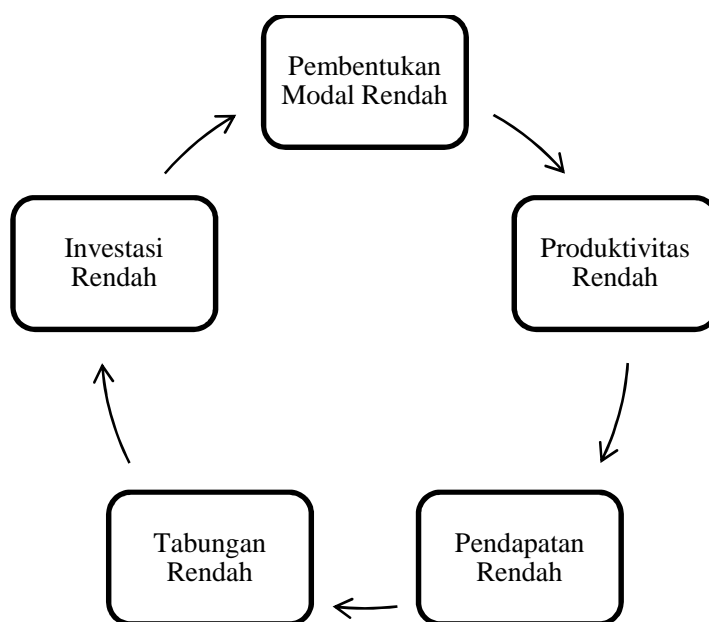 Pembentukan
Modal Rendah
Produktivitas
Rendah
Pendapatan
Rendah
Tabungan
Rendah
Investasi
Rendah